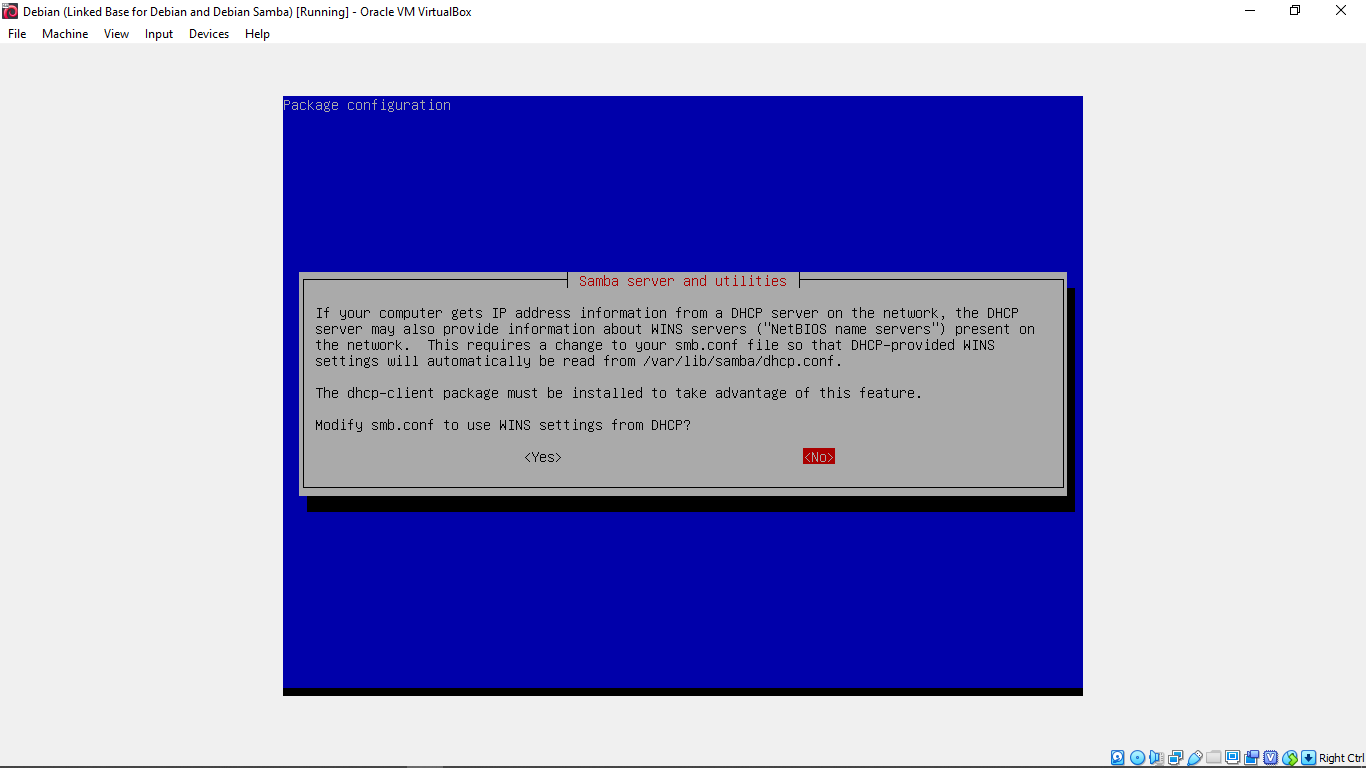 Debian (Linked Base for Debian and Debian Samba) [Running] - Oracle VM VirtualBox
File Machine View Input Devices Help
Package configuration
Samba server and utilities
If your computer gets IP address information from a DHCP server on the network, the DHCP
server may also provide information about WINS servers ("NetBIOS name servers") present on
the network.  This requires a change to your smb.conf file so that DHCP-provided WINS
settings will automatically be read from /var/lib/samba/dhcp.conf.
The dhcp-client package must be installed to take advantage of this feature.
Modify smb.conf to use WINS settings from DHCP?
<Yes> <No>
Right Ctrl